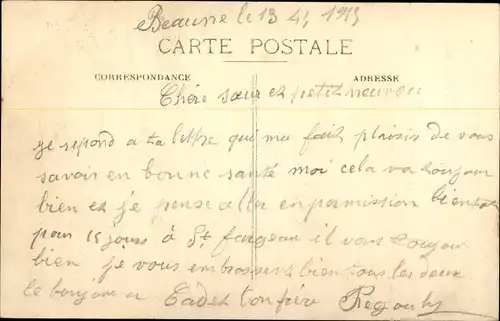 Beaune le 13 4 1915
CARTE POSTALE
CORRESPONDANCE
ADRESSE
Chère sœur et petit neuveu
je repond a ta lettre qui ma fait plaisir de vous
savoir en bonne santé moi cela va toujour
bien et je pense aller en permission bientot
pour 15 jours à St fargeau il vous toujour
bien je vous embrassent bien tous les deux
le bonjour a Cadet ton frère